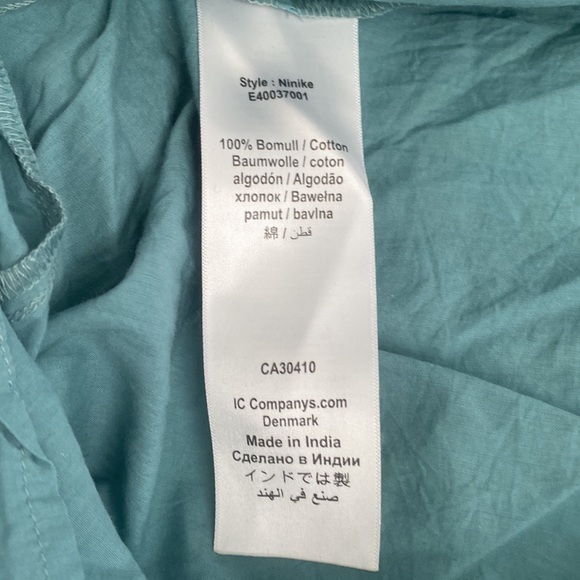 Style : Ninike
E40037001
100% Bomull / Cotton
Baumwolle / coton
algodón / Algodão
хлопок / Bawełna
pamut / bavlna
綿 / قطن
CA30410
IC Companys.com
Denmark
Made in India
Сделано в Индии
インドでは製
صنع في الهند